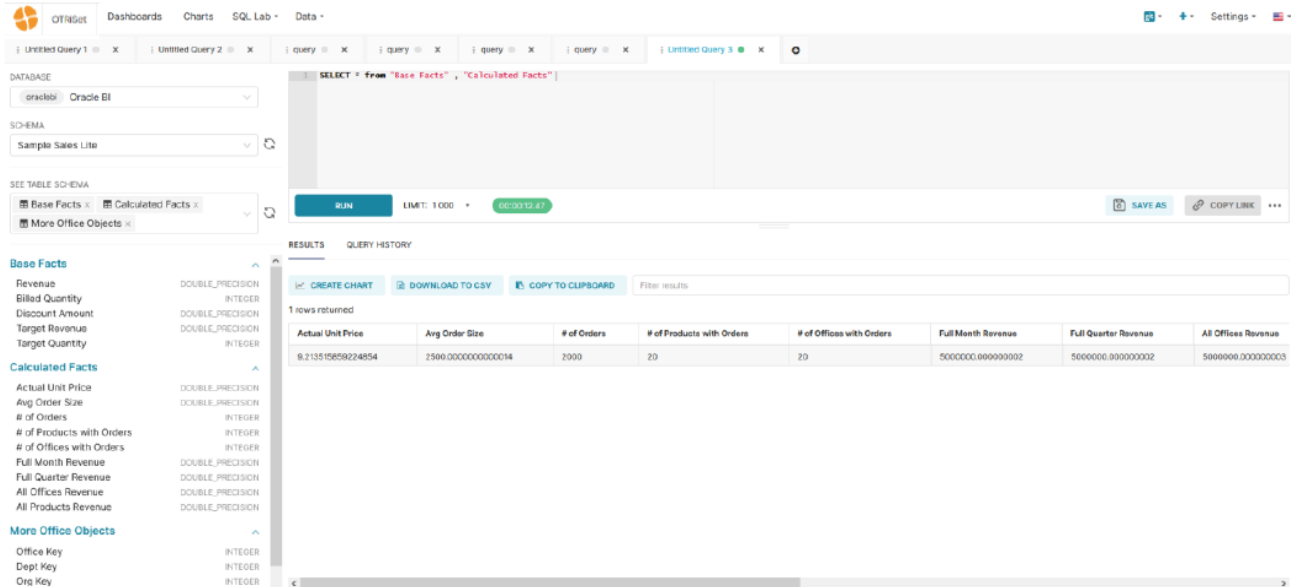 OTRISet Dashboards Charts SQL Lab Data Settings
Untitled Query 1 x Untitled Query 2 x query x query x query x query x Untitled Query 3 x
DATABASE
oraclebi Oracle BI
SCHEMA
Sample Sales Lite
SEE TABLE SCHEMA
Base Facts x Calculated Facts x
More Office Objects x
1 SELECT * from "Base Facts" , "Calculated Facts"
RUN LIMIT: 1 000 00:00:12.47 SAVE AS COPY LINK
RESULTS QUERY HISTORY
CREATE CHART DOWNLOAD TO CSV COPY TO CLIPBOARD Filter results
1 rows returned
Actual Unit Price Avg Order Size # of Orders # of Products with Orders # of Offices with Orders Full Month Revenue Full Quarter Revenue All Offices Revenue
9.213515859224854 2500.0000000000014 2000 20 20 5000000.000000002 5000000.000000002 5000000.000000003
Base Facts
Revenue DOUBLE_PRECISION
Billed Quantity INTEGER
Discount Amount DOUBLE_PRECISION
Target Revenue DOUBLE_PRECISION
Target Quantity INTEGER
Calculated Facts
Actual Unit Price DOUBLE_PRECISION
Avg Order Size DOUBLE_PRECISION
# of Orders INTEGER
# of Products with Orders INTEGER
# of Offices with Orders INTEGER
Full Month Revenue DOUBLE_PRECISION
Full Quarter Revenue DOUBLE_PRECISION
All Offices Revenue DOUBLE_PRECISION
All Products Revenue DOUBLE_PRECISION
More Office Objects
Office Key INTEGER
Dept Key INTEGER
Org Key INTEGER